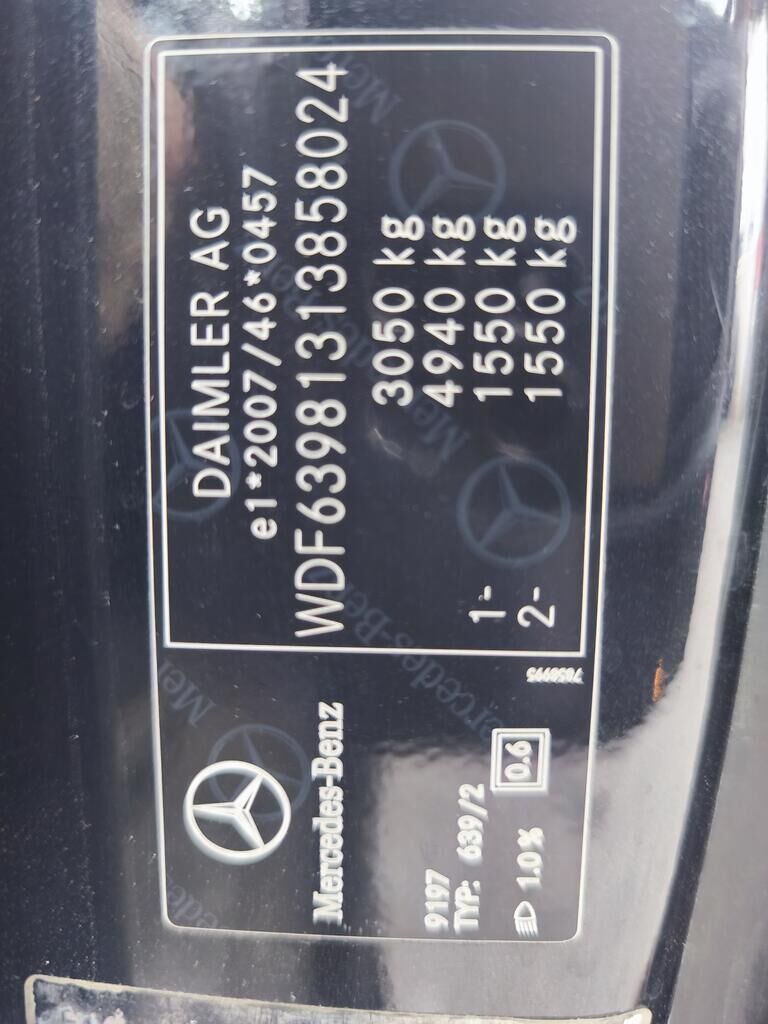 DAIMLER AG
e1*2007/46*0457
WDF63981313858024
3050 kg
4940 kg
1- 1550 kg
2- 1550 kg
7858995
Mercedes-Benz
9197
TYP: 639/2
1.0% 0.6